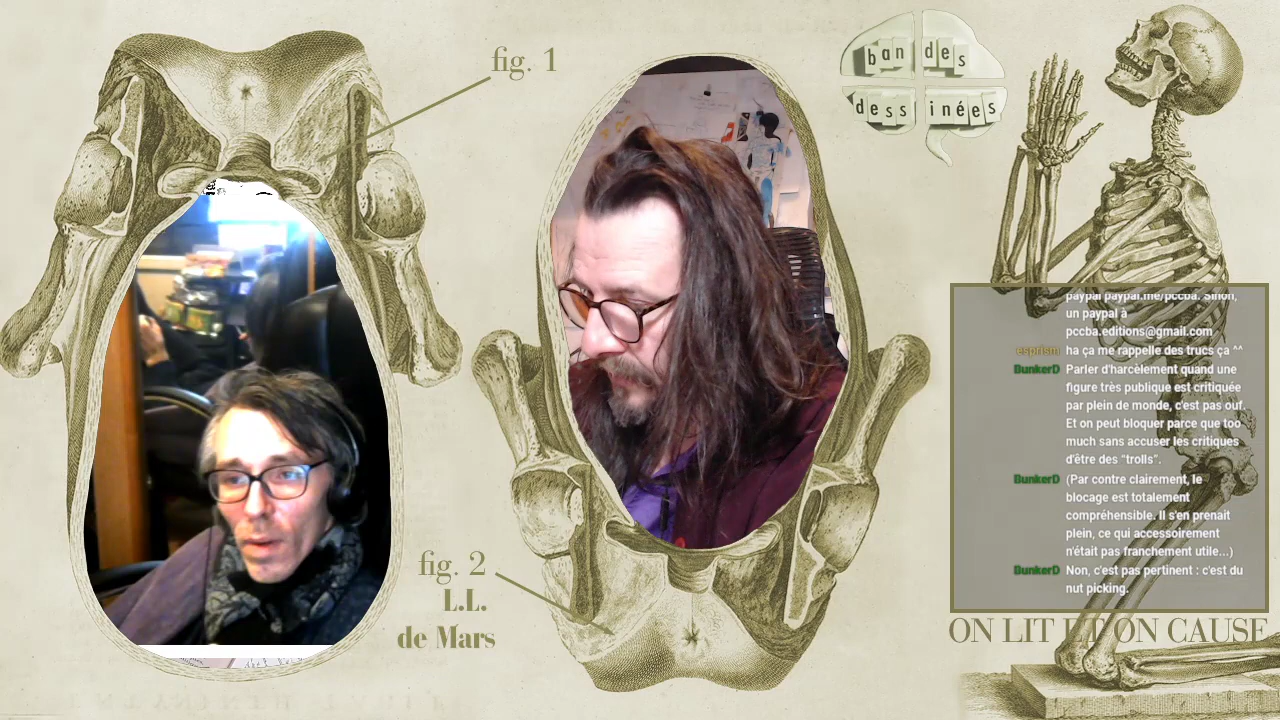 fig. 1
ban des
dess inées
paypal paypal.me/pccba. Sinon,
un paypal à
pccba.editions@gmail.com
esprism ha ça me rappelle des trucs ça ^^
BunkerD Parler d'harcèlement quand une
figure très publique est critiquée
par plein de monde, c'est pas ouf.
Et on peut bloquer parce que too
much sans accuser les critiques
d'être des "trolls".
BunkerD (Par contre clairement, le
blocage est totalement
compréhensible. Il s'en prenait
plein, ce qui accessoirement
n'était pas franchement utile...)
BunkerD Non, c'est pas pertinent : c'est du
nut picking.
fig. 2
L.L.
de Mars
ON LIT ET ON CAUSE